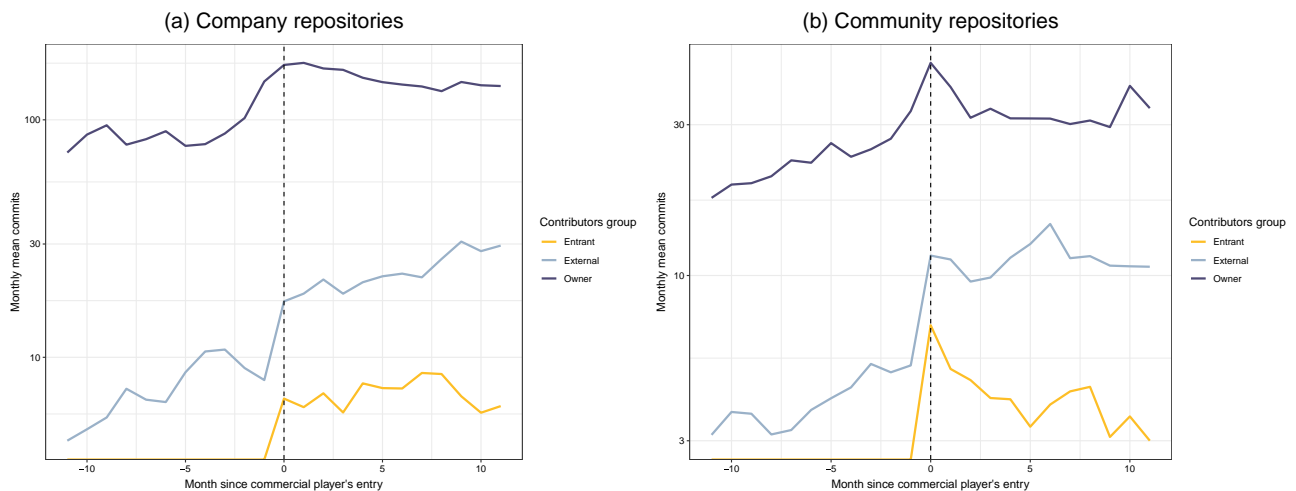 (a) Company repositories
Monthly mean commits
100
30
10
−10 −5 0 5 10
Month since commercial player's entry
Contributors group
Entrant
External
Owner
(b) Community repositories
Monthly mean commits
30
10
3
−10 −5 0 5 10
Month since commercial player's entry
Contributors group
Entrant
External
Owner